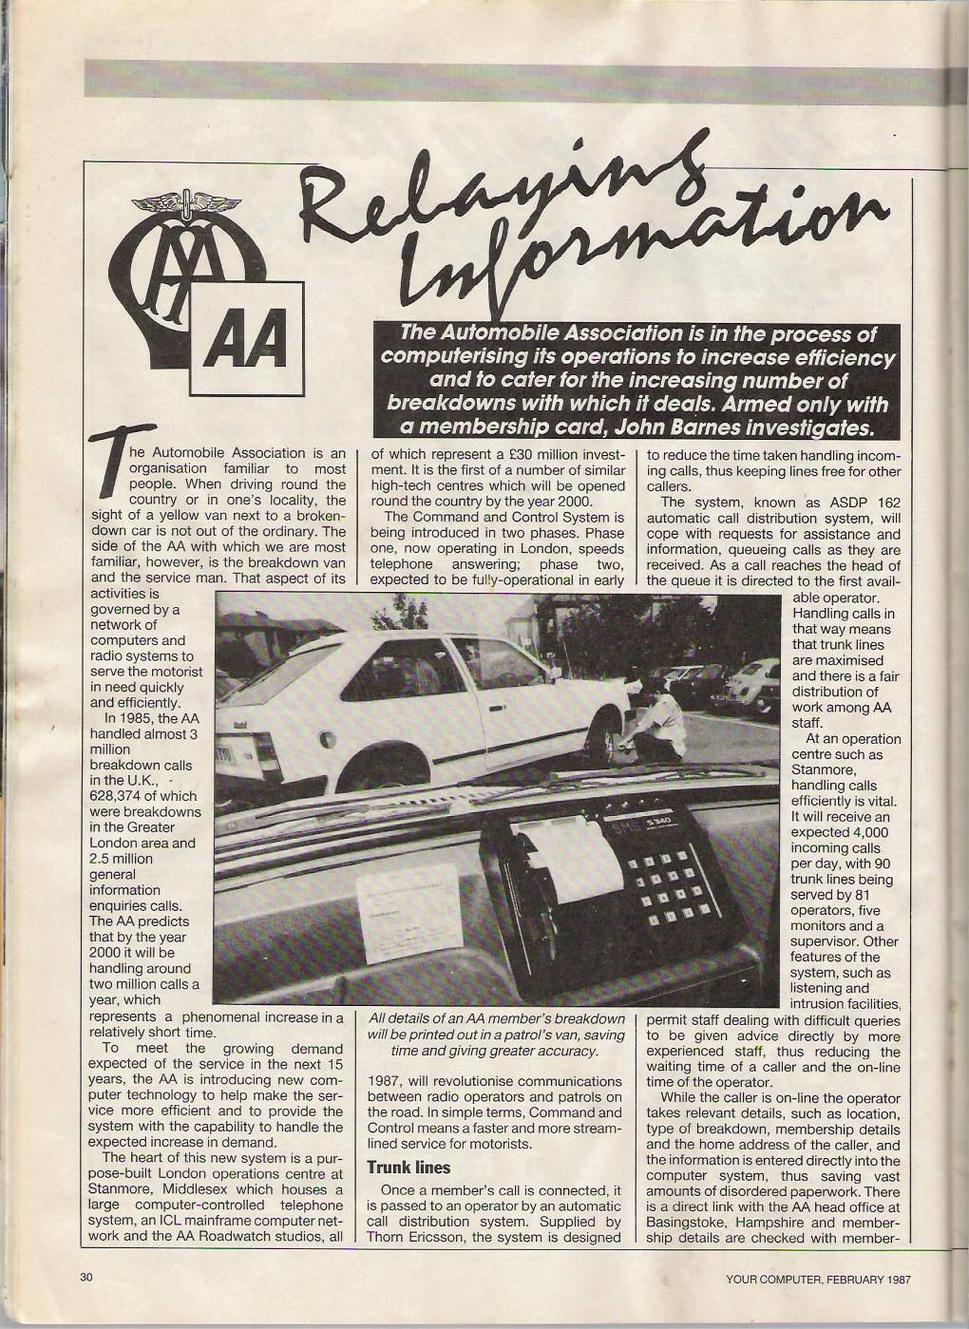 Relaying
Information
AA
AA
The Automobile Association is in the process of
computerising its operations to increase efficiency
and to cater for the increasing number of
breakdowns with which it deals. Armed only with
a membership card, John Barnes investigates.
The Automobile Association is an
organisation familiar to most
people. When driving round the
country or in one's locality, the
sight of a yellow van next to a broken-
down car is not out of the ordinary. The
side of the AA with which we are most
familiar, however, is the breakdown van
and the service man. That aspect of its
activities is
governed by a
network of
computers and
radio systems to
serve the motorist
in need quickly
and efficiently.
In 1985, the AA
handled almost 3
million
breakdown calls
in the U.K.,
628,374 of which
were breakdowns
in the Greater
London area and
2.5 million
general
information
enquiries calls.
The AA predicts
that by the year
2000 it will be
handling around
two million calls a
year, which
represents a phenomenal increase in a
relatively short time.
To meet the growing demand
expected of the service in the next 15
years, the AA is introducing new com-
puter technology to help make the ser-
vice more efficient and to provide the
system with the capability to handle the
expected increase in demand.
The heart of this new system is a pur-
pose-built London operations centre at
Stanmore, Middlesex which houses a
large computer-controlled telephone
system, an ICL mainframe computer net-
work and the AA Roadwatch studios, all
of which represent a £30 million invest-
ment. It is the first of a number of similar
high-tech centres which will be opened
round the country by the year 2000.
The Command and Control System is
being introduced in two phases. Phase
one, now operating in London, speeds
telephone answering; phase two,
expected to be fully-operational in early
S340
All details of an AA member's breakdown
will be printed out in a patrol's van, saving
time and giving greater accuracy.
1987, will revolutionise communications
between radio operators and patrols on
the road. In simple terms, Command and
Control means a faster and more stream-
lined service for motorists.
Trunk lines
Once a member's call is connected, it
is passed to an operator by an automatic
call distribution system. Supplied by
Thorn Ericsson, the system is designed
to reduce the time taken handling incom-
ing calls, thus keeping lines free for other
callers.
The system, known as ASDP 162
automatic call distribution system, will
cope with requests for assistance and
information, queueing calls as they are
received. As a call reaches the head of
the queue it is directed to the first avail-
able operator.
Handling calls in
that way means
that trunk lines
are maximised
and there is a fair
distribution of
work among AA
staff.
At an operation
centre such as
Stanmore,
handling calls
efficiently is vital.
It will receive an
expected 4,000
incoming calls
per day, with 90
trunk lines being
served by 81
operators, five
monitors and a
supervisor. Other
features of the
system, such as
listening and
intrusion facilities,
permit staff dealing with difficult queries
to be given advice directly by more
experienced staff, thus reducing the
waiting time of a caller and the on-line
time of the operator.
While the caller is on-line the operator
takes relevant details, such as location,
type of breakdown, membership details
and the home address of the caller, and
the information is entered directly into the
computer system, thus saving vast
amounts of disordered paperwork. There
is a direct link with the AA head office at
Basingstoke, Hampshire and member-
ship details are checked with member-
30
YOUR COMPUTER, FEBRUARY 1987